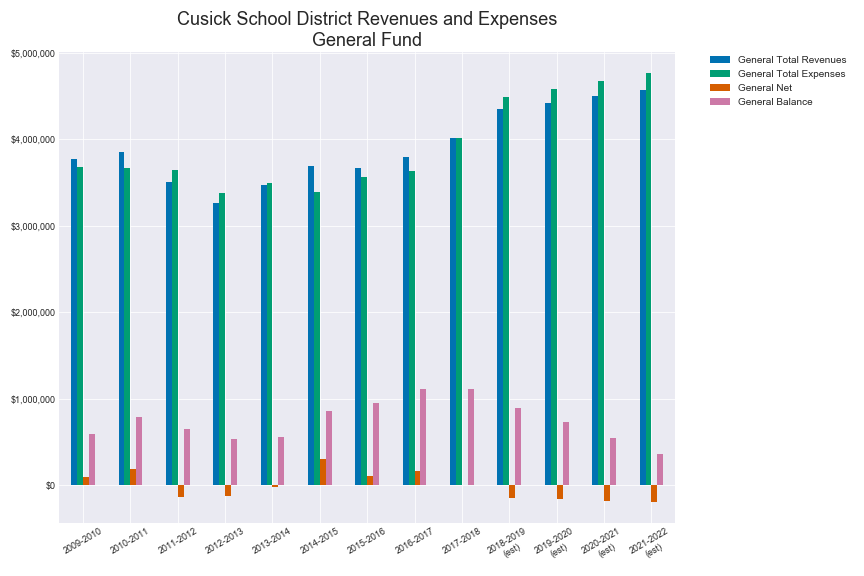 Cusick School District Revenues and Expenses
General Fund
$5,000,000
$4,000,000
$3,000,000
$2,000,000
$1,000,000
$0
General Total Revenues
General Total Expenses
General Net
General Balance
2009-2010
2010-2011
2011-2012
2012-2013
2013-2014
2014-2015
2015-2016
2016-2017
2017-2018
2018-2019
(est)
2019-2020
(est)
2020-2021
(est)
2021-2022
(est)